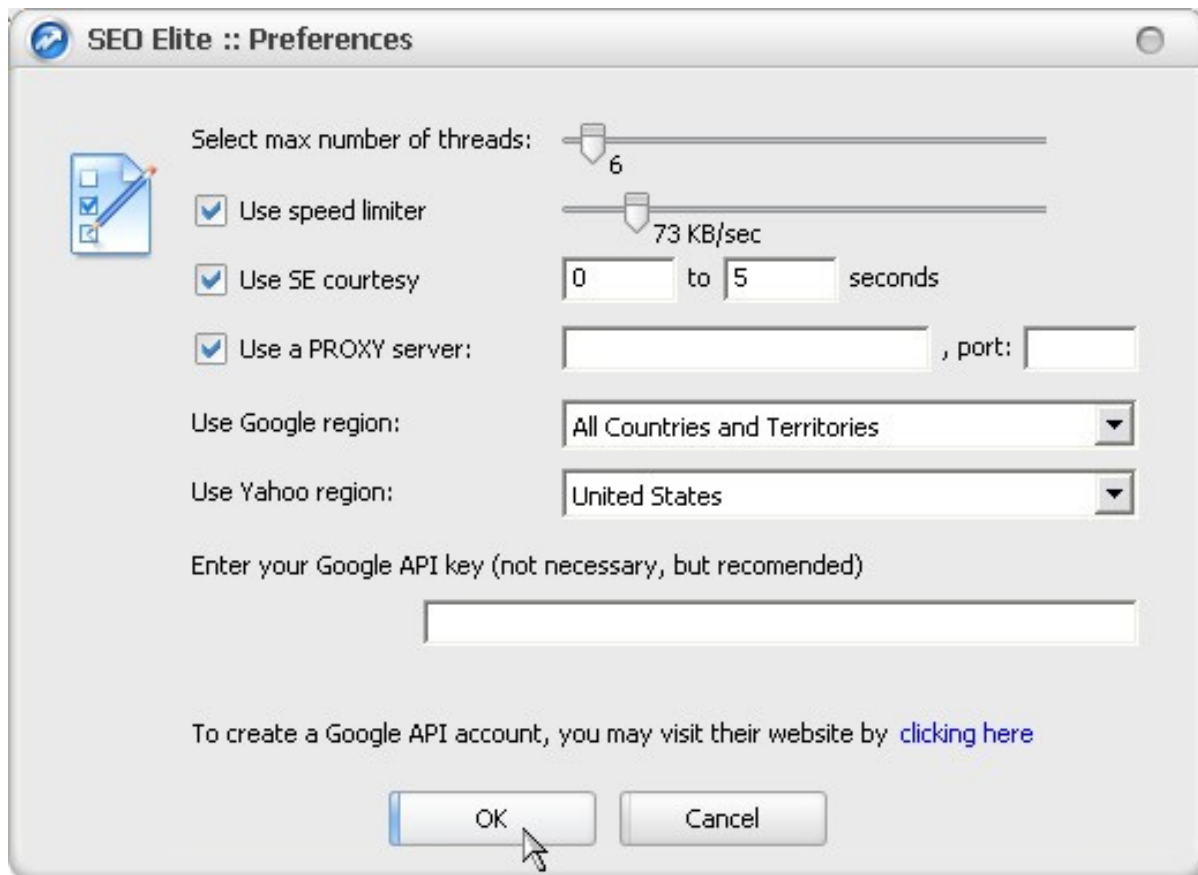 SEO Elite :: Preferences
Select max number of threads:
6
Use speed limiter
73 KB/sec
Use SE courtesy 0 to 5 seconds
Use a PROXY server: , port:
Use Google region: All Countries and Territories
Use Yahoo region: United States
Enter your Google API key (not necessary, but recomended)
To create a Google API account, you may visit their website by clicking here
OK Cancel